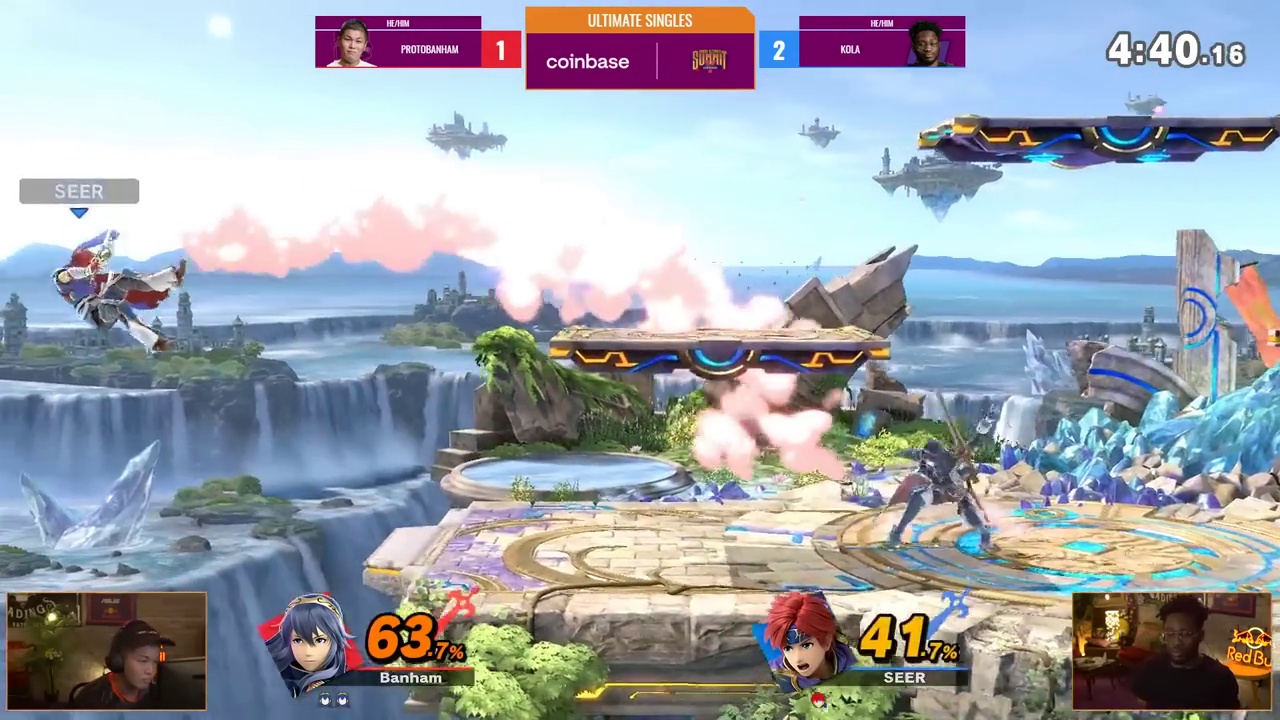 HE/HIM
PROTOBANHAM
1
ULTIMATE SINGLES
coinbase
SUMMIT
2
HE/HIM
KOLA
4:40.16
SEER
63.7%
Banham
41.7%
SEER
Red Bu